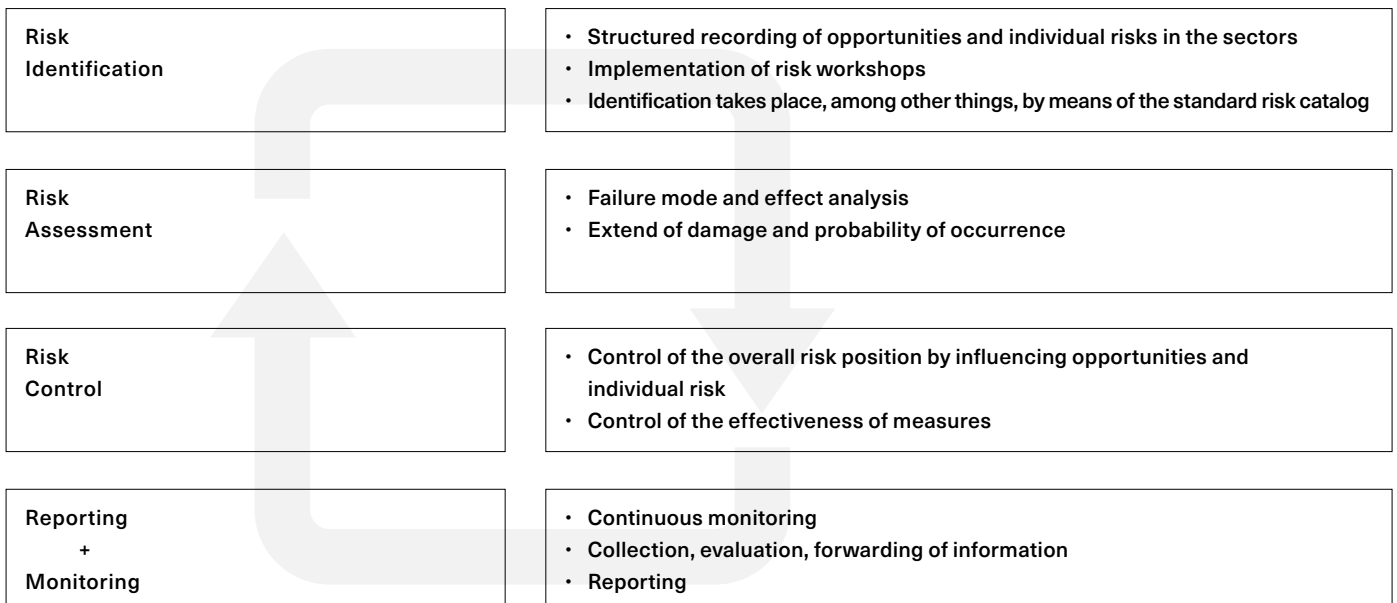 Risk
Identification
• Structured recording of opportunities and individual risks in the sectors
• Implementation of risk workshops
• Identification takes place, among other things, by means of the standard risk catalog
Risk
Assessment
• Failure mode and effect analysis
• Extend of damage and probability of occurrence
Risk
Control
• Control of the overall risk position by influencing opportunities and
individual risk
• Control of the effectiveness of measures
Reporting
+
Monitoring
• Continuous monitoring
• Collection, evaluation, forwarding of information
• Reporting